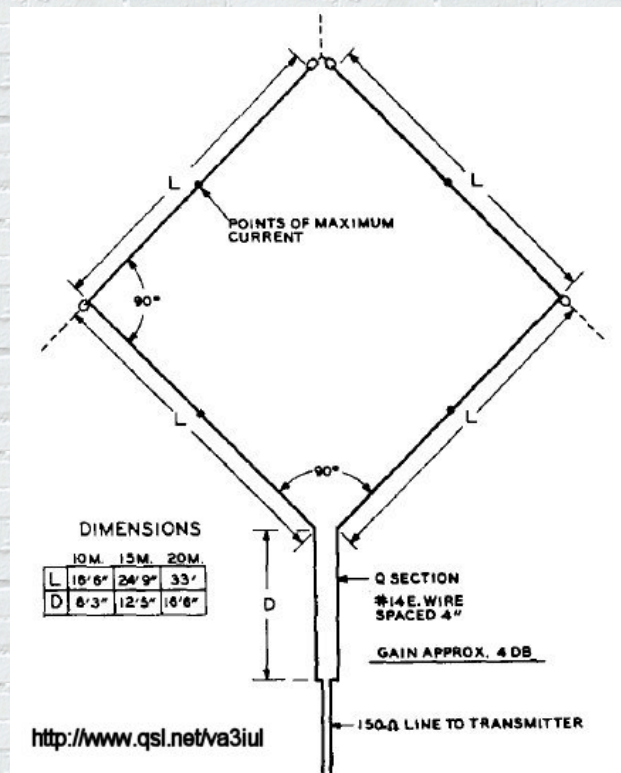 L
L
POINTS OF MAXIMUM
CURRENT
90°
L
L
90°
DIMENSIONS
10M. 15M. 20M.
L 16'6" 24'9" 33'
D 8'3" 12'5" 16'6"
D
Q SECTION
#14 E. WIRE
SPACED 4"
GAIN APPROX. 4 DB
150-Ω LINE TO TRANSMITTER
http://www.qsl.net/va3iul